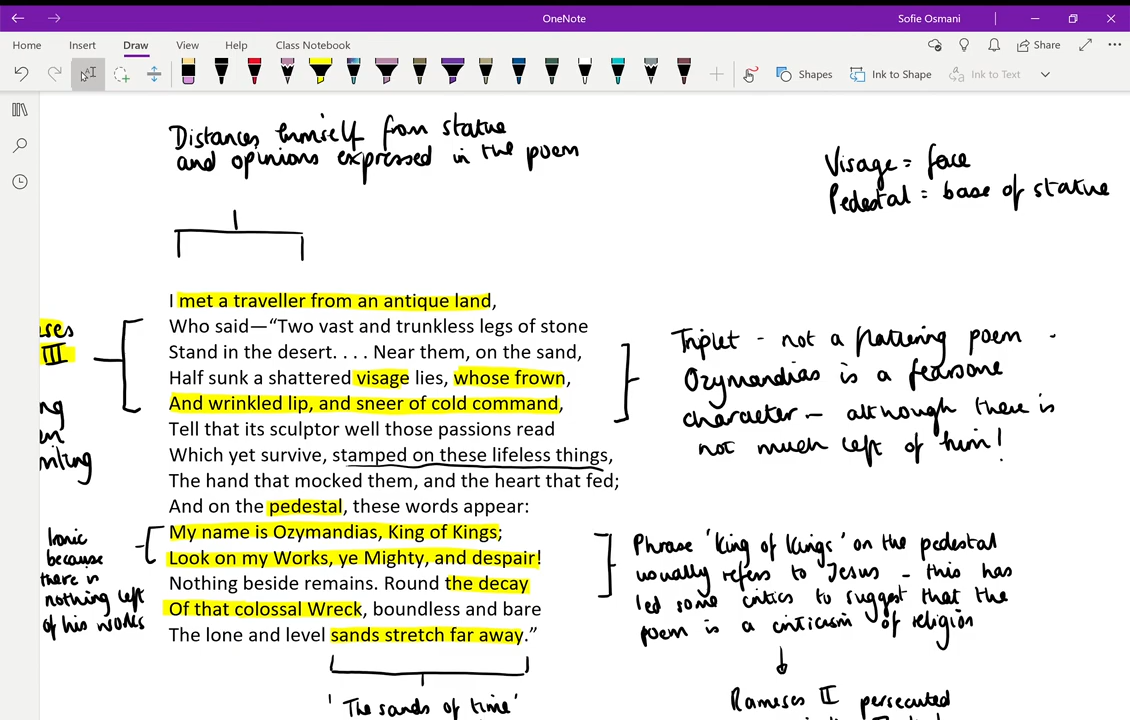 OneNote
Sofie Osmani
Home
Insert
Draw
View
Help
Class Notebook
Share
Shapes
Ink to Shape
Ink to Text
Distances himself from statue
and opinions expressed in the poem
Visage = face
Pedestal = base of statue
I met a traveller from an antique land,
Who said—“Two vast and trunkless legs of stone
Stand in the desert. . . . Near them, on the sand,
Half sunk a shattered visage lies, whose frown,
And wrinkled lip, and sneer of cold command,
Tell that its sculptor well those passions read
Which yet survive, stamped on these lifeless things,
The hand that mocked them, and the heart that fed;
And on the pedestal, these words appear:
My name is Ozymandias, King of Kings;
Look on my Works, ye Mighty, and despair!
Nothing beside remains. Round the decay
Of that colossal Wreck, boundless and bare
The lone and level sands stretch far away.”
III
Triplet - not a flattering poem -
Ozymandias is a fearsome
character - although there is
not much left of him!
Ironic
because
there is
nothing left
of his works
Phrase 'King of Kings' on the pedestal
usually refers to Jesus - this has
led some critics to suggest that the
poem is a criticism of religion
'The sands of time'
Rameses II persecuted